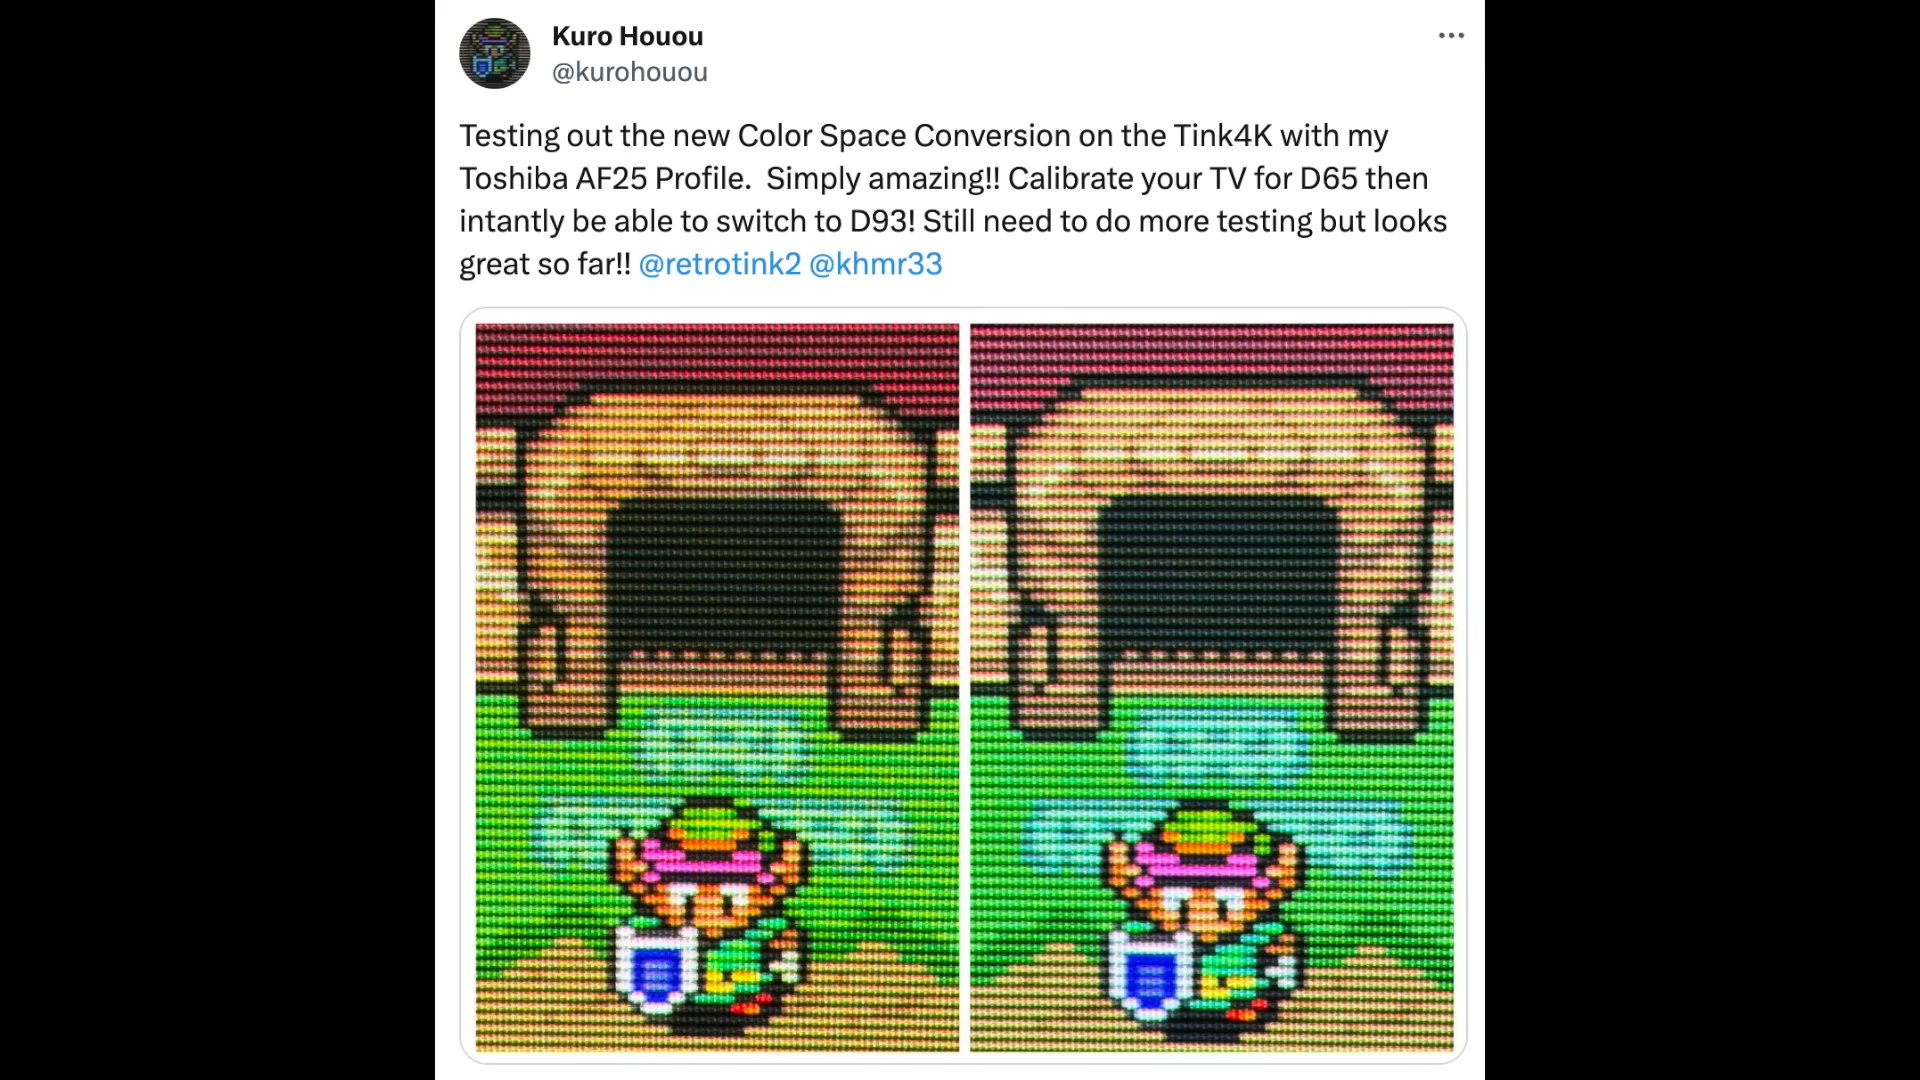 Kuro Houou
@kurohouou
Testing out the new Color Space Conversion on the Tink4K with my
Toshiba AF25 Profile.  Simply amazing!! Calibrate your TV for D65 then
intantly be able to switch to D93! Still need to do more testing but looks
great so far!! @retrotink2 @khmr33